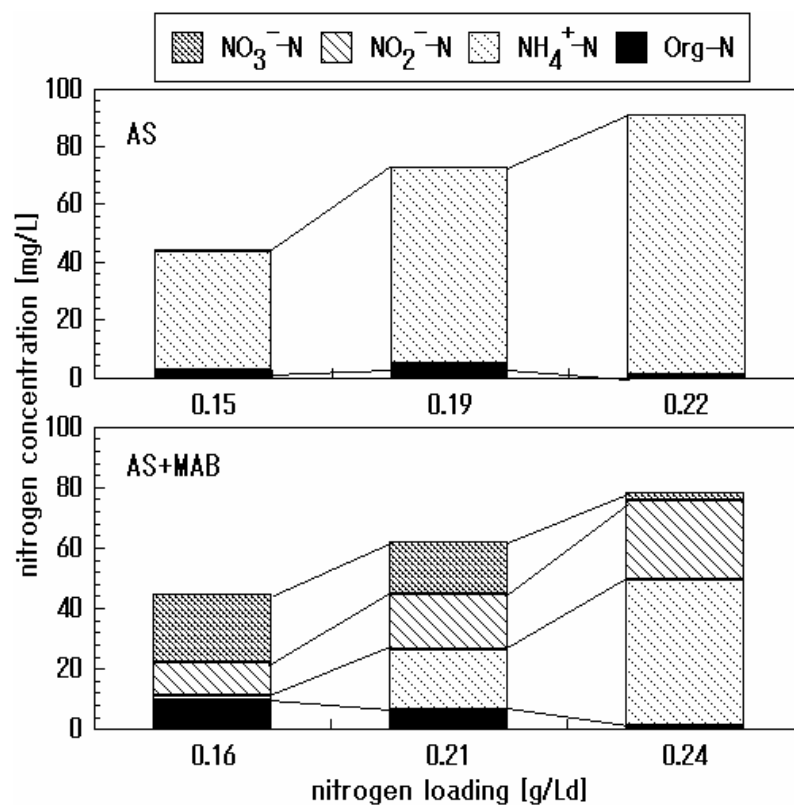 NO₃⁻-N NO₂⁻-N NH₄⁺-N Org-N
100
80
60
40
20
0
AS
0.15 0.19 0.22
100
80
60
40
20
0
AS+MAB
0.16 0.21 0.24
nitrogen concentration [mg/L]
nitrogen loading [g/Ld]